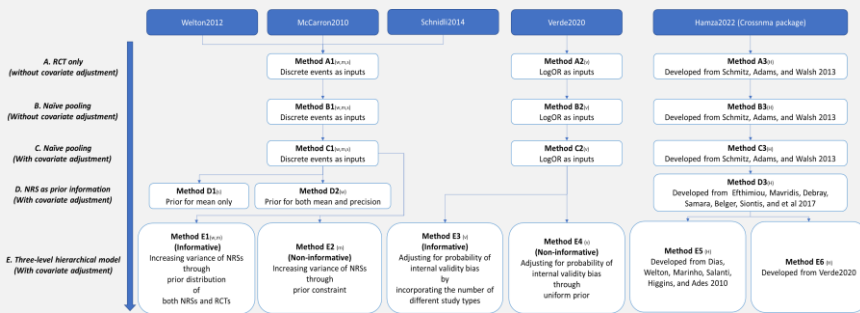 Welton2012
McCarron2010
Schnidli2014
Verde2020
Hamza2022 (Crossnma package)
A. RCT only
(without covariate adjustment)
Method A1(w,m,s)
Discrete events as inputs
Method A2(v)
LogOR as inputs
Method A3(H)
Developed from Schmitz, Adams, and Walsh 2013
B. Naïve pooling
(Without covariate adjustment)
Method B1(w,m,s)
Discrete events as inputs
Method B2(v)
LogOR as inputs
Method B3(H)
Developed from Schmitz, Adams, and Walsh 2013
C. Naïve pooling
(With covariate adjustment)
Method C1(w,m,s)
Discrete events as inputs
Method C2(v)
LogOR as inputs
Method C3(H)
Developed from Schmitz, Adams, and Walsh 2013
D. NRS as prior information
(With covariate adjustment)
Method D1(s)
Prior for mean only
Method D2(w)
Prior for both mean and precision
Method D3(H)
Developed from Efthimiou, Mavridis, Debray,
Samara, Belger, Siontis, and et al 2017
E. Three-level hierarchical model
(With covariate adjustment)
Method E1(w,m)
(Informative)
Increasing variance of NRSs
through
prior distribution
of
both NRSs and RCTs
Method E2 (m)
(Non-informative)
Increasing variance of NRSs
through
prior constraint
Method E3 (v)
(Informative)
Adjusting for probability of
internal validity bias
by
incorporating the number of
different study types
Method E4 (v)
(Non-informative)
Adjusting for probability of
internal validity bias
through
uniform prior
Method E5 (H)
Developed from Dias,
Welton, Marinho, Salanti,
Higgins, and Ades 2010
Method E6 (H)
Developed from Verde2020